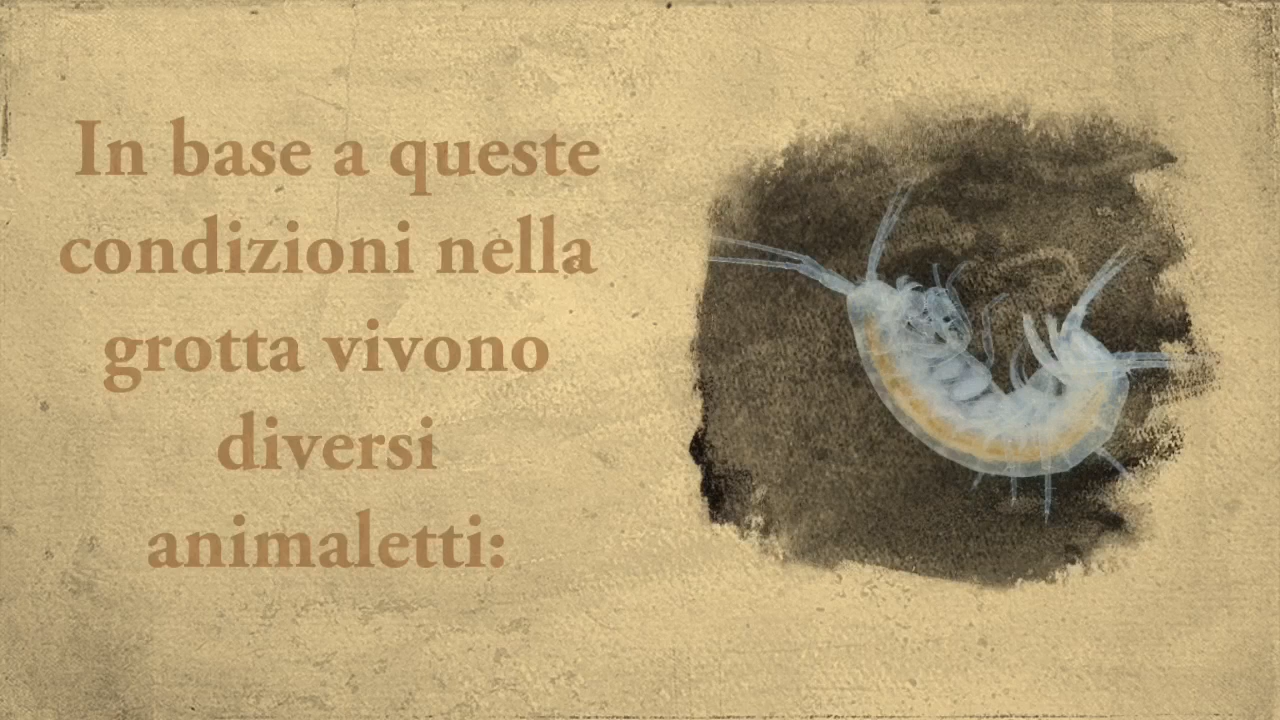 In base a queste
condizioni nella
grotta vivono
diversi
animaletti: